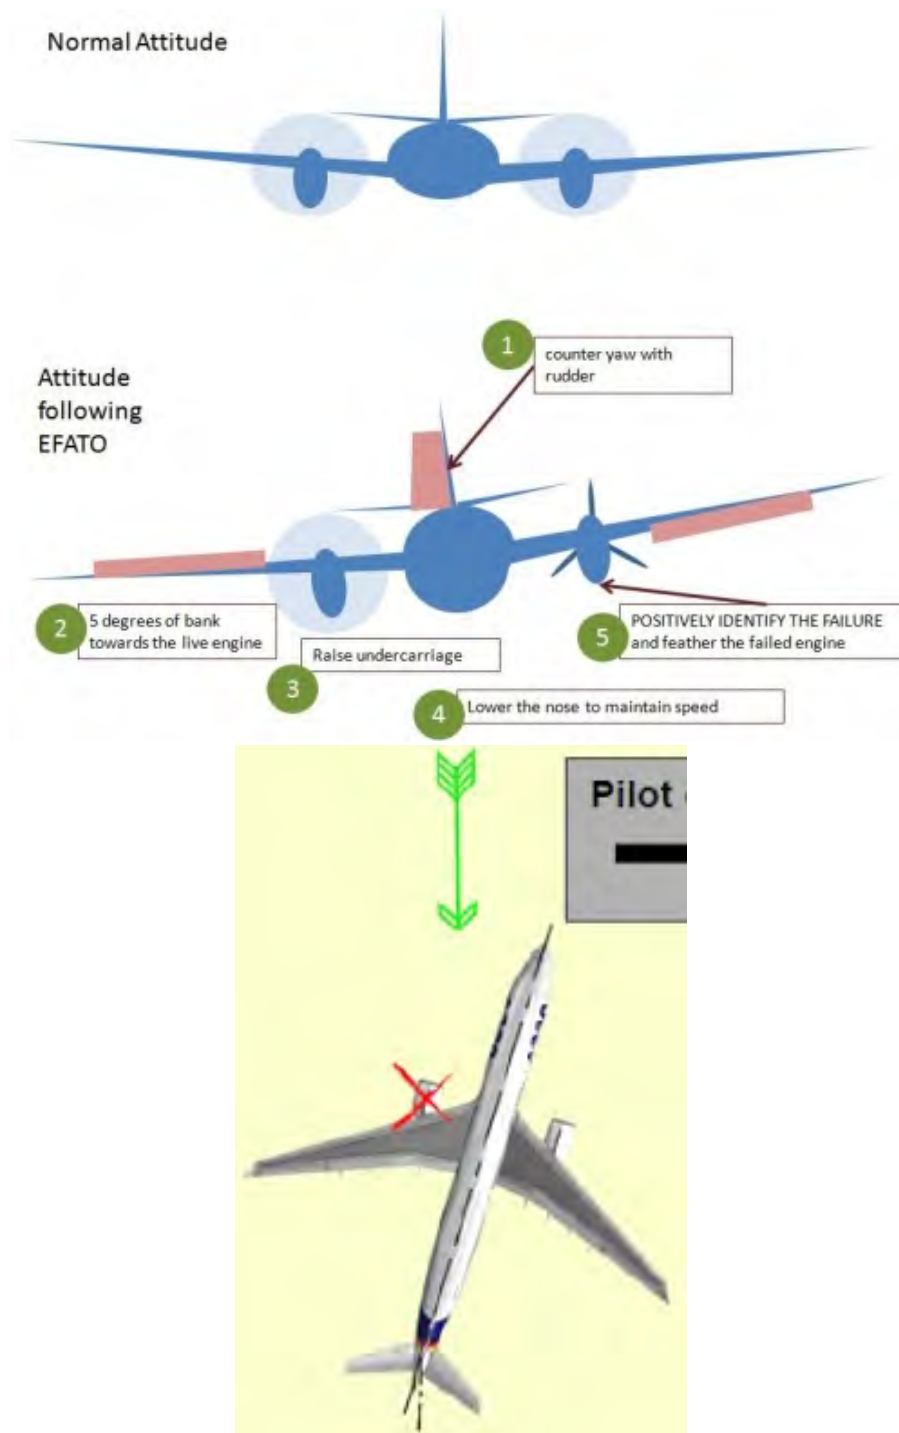 Normal Attitude
1
counter yaw with
rudder
Attitude
following
EFATO
2
5 degrees of bank
towards the live engine
3
Raise undercarriage
4
Lower the nose to maintain speed
5
POSITIVELY IDENTIFY THE FAILURE
and feather the failed engine
Pilot